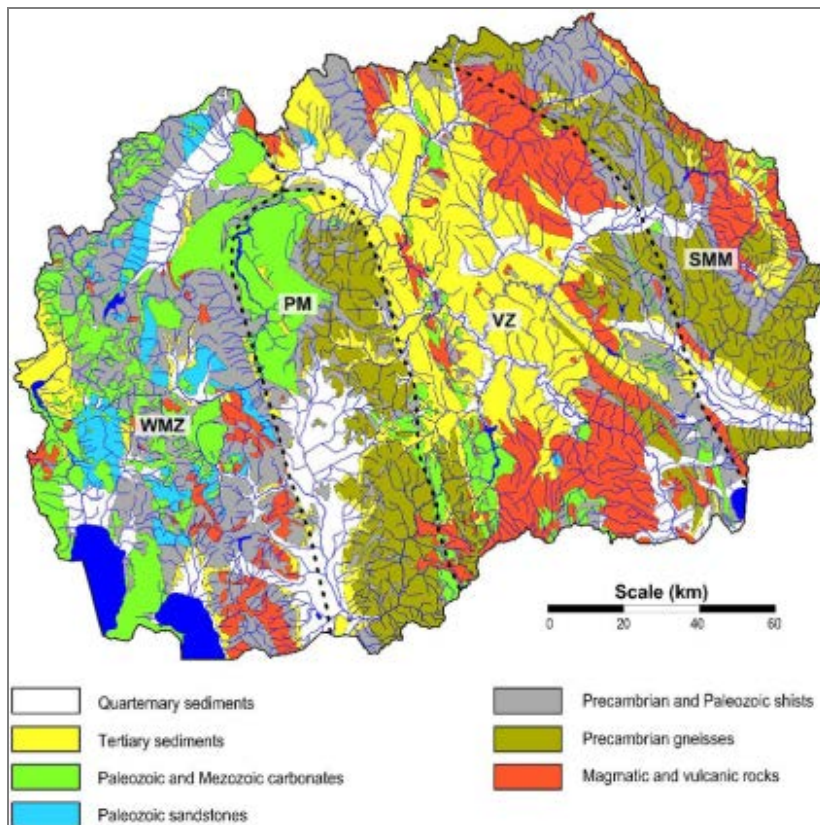 SMM
PM
VZ
WMZ
Scale (km)
0 20 40 60
Quarternary sediments
Tertiary sediments
Paleozoic and Mezozoic carbonates
Paleozoic sandstones
Precambrian and Paleozoic shists
Precambrian gneisses
Magmatic and vulcanic rocks